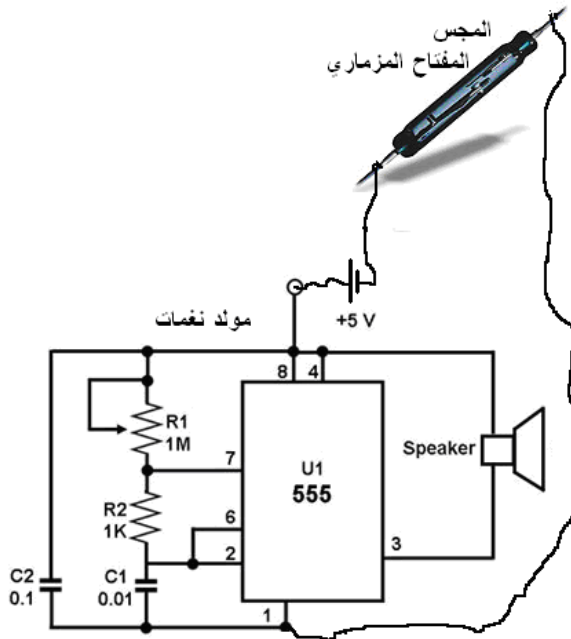 المجس
المفتاح المزماري
مولد نغمات
+5 V
8
4
R1
1M
7
U1
555
Speaker
R2
1K
6
2
3
C2
0.1
C1
0.01
1